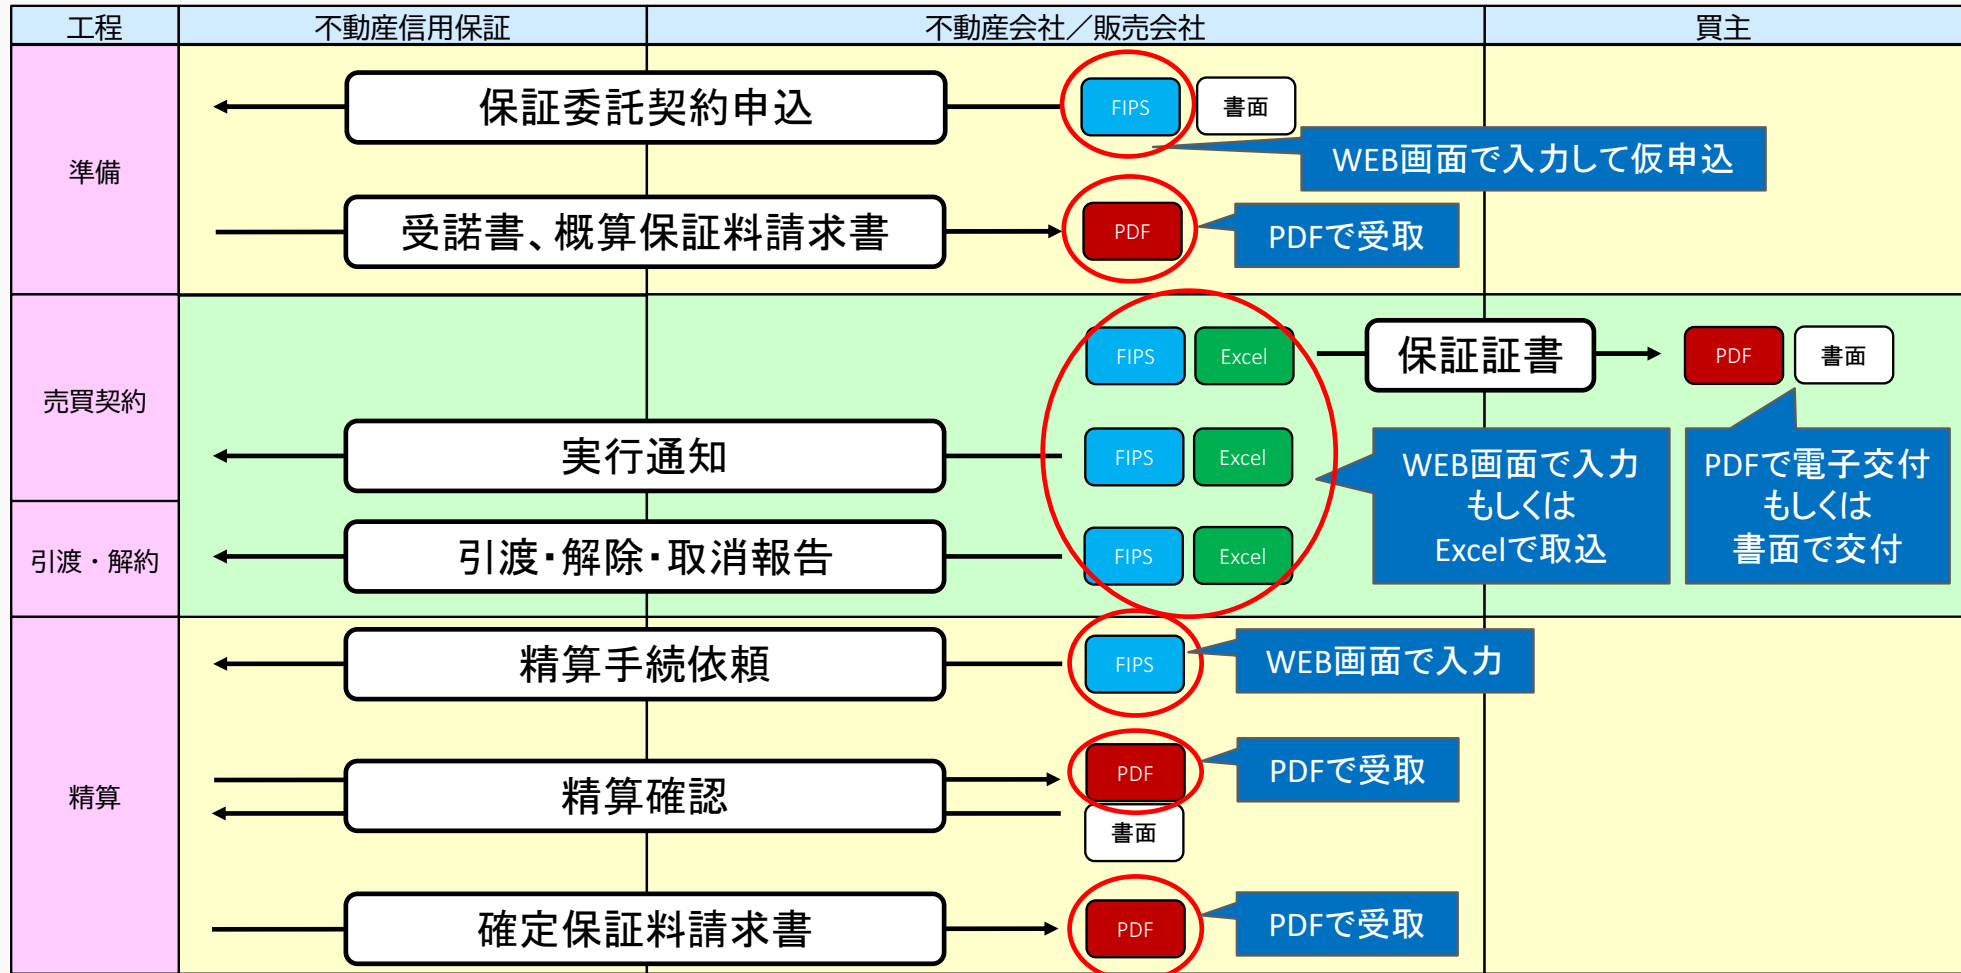 工程
不動産信用保証
不動産会社／販売会社
買主
準備
保証委託契約申込
FIPS
書面
WEB画面で入力して仮申込
受諾書、概算保証料請求書
PDF
PDFで受取
売買契約
FIPS
Excel
保証証書
PDF
書面
実行通知
FIPS
Excel
WEB画面で入力
もしくは
Excelで取込
PDFで電子交付
もしくは
書面で交付
引渡・解約
引渡・解除・取消報告
FIPS
Excel
精算
精算手続依頼
FIPS
WEB画面で入力
精算確認
PDF
PDFで受取
書面
確定保証料請求書
PDF
PDFで受取